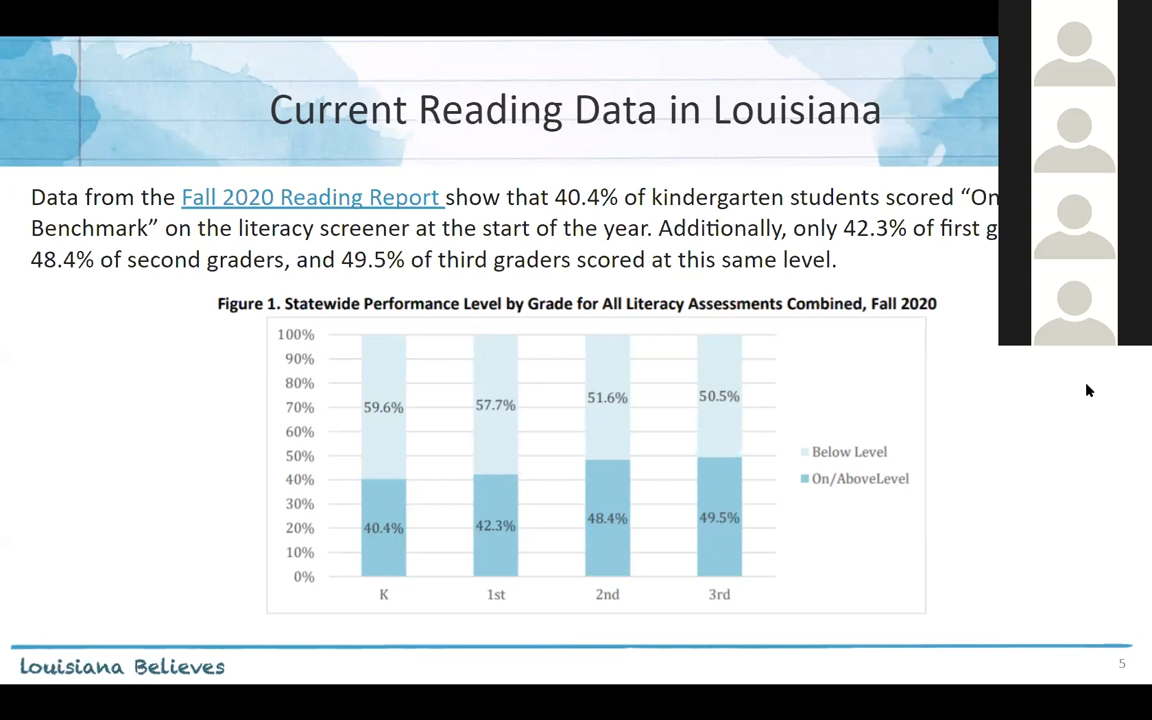 Current Reading Data in Louisiana
Data from the Fall 2020 Reading Report show that 40.4% of kindergarten students scored “On
Benchmark” on the literacy screener at the start of the year. Additionally, only 42.3% of first g
48.4% of second graders, and 49.5% of third graders scored at this same level.
Figure 1. Statewide Performance Level by Grade for All Literacy Assessments Combined, Fall 2020
100%
90%
80%
70%
60%
50%
40%
30%
20%
10%
0%
59.6%
57.7%
51.6%
50.5%
40.4%
42.3%
48.4%
49.5%
K
1st
2nd
3rd
Below Level
On/AboveLevel
Louisiana Believes
5